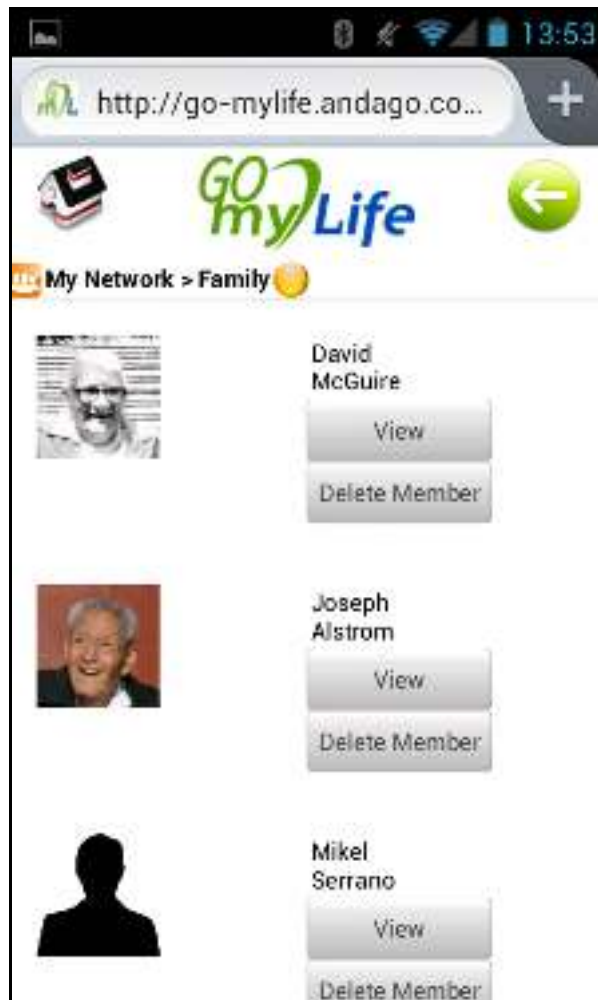 13:53
http://go-mylife.andago.co...
GO
my Life
My Network > Family
David
McGuire
View
Delete Member
Joseph
Alstrom
View
Delete Member
Mikel
Serrano
View
Delete Member